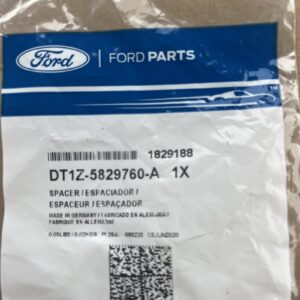 Ford FORD PARTS
1829188
DT1Z-5829760-A 1X
SPACER / ESPACIADOR /
ESPACEUR / ESPAÇADOR
MADE IN GERMANY / FABRICADO EN ALEMANIA /
FABRIQUE EN ALLEMAGNE